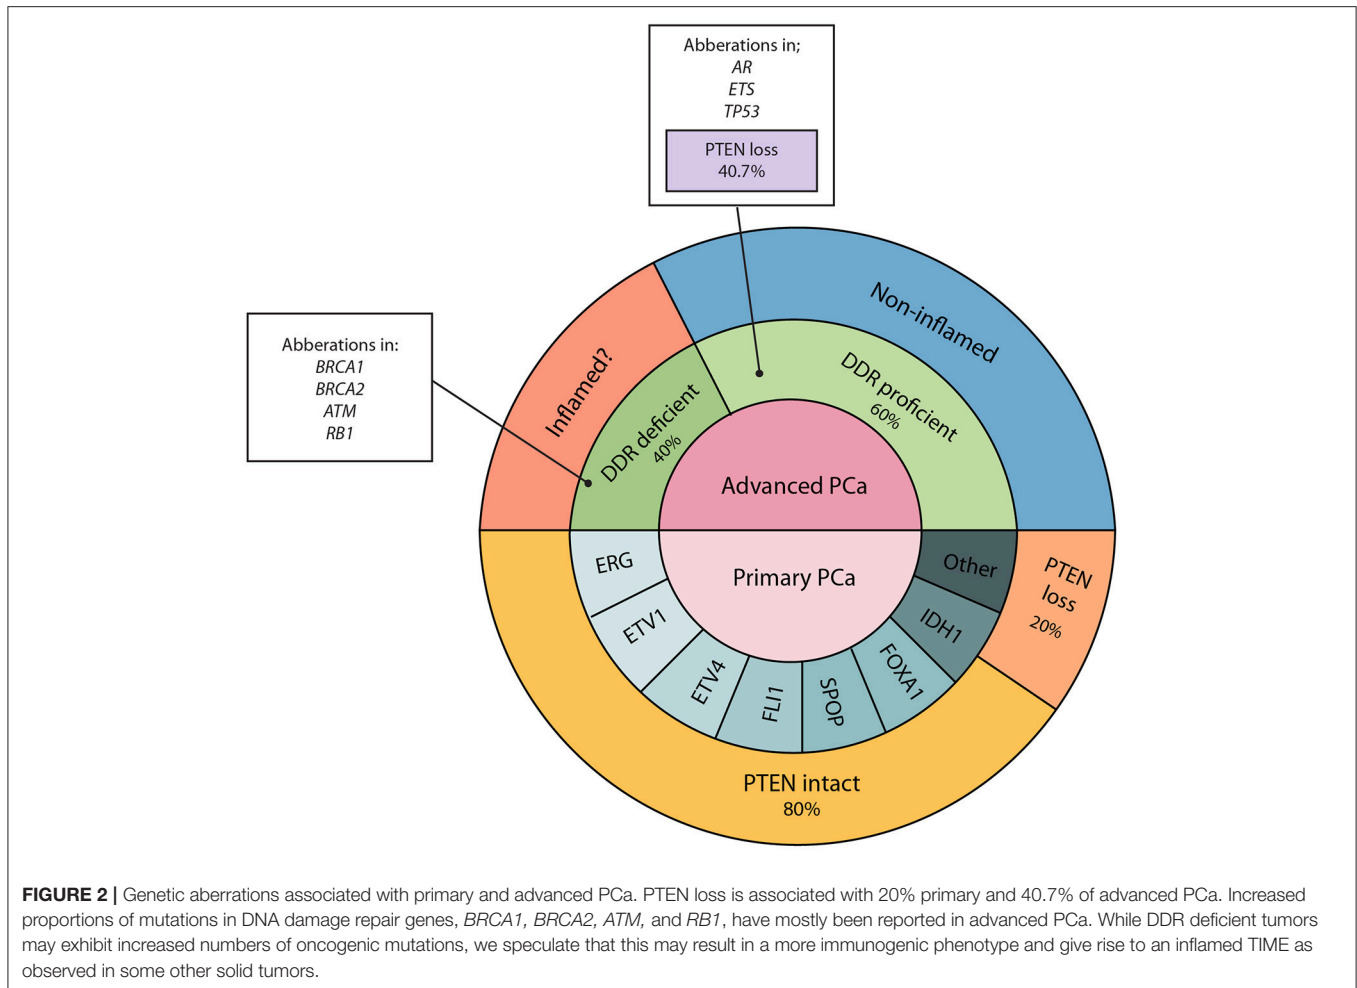 Abberations in;
AR
ETS
TP53
PTEN loss
40.7%
Abberations in:
BRCA1
BRCA2
ATM
RB1
Inflamed?
Non-inflamed
DDR deficient
40%
DDR proficient
60%
Advanced PCa
Primary PCa
ERG
ETV1
ETV4
FLI1
SPOP
FOXA1
IDH1
Other
PTEN
loss
20%
PTEN intact
80%
FIGURE 2 | Genetic aberrations associated with primary and advanced PCa. PTEN loss is associated with 20% primary and 40.7% of advanced PCa. Increased
proportions of mutations in DNA damage repair genes, BRCA1, BRCA2, ATM, and RB1, have mostly been reported in advanced PCa. While DDR deficient tumors
may exhibit increased numbers of oncogenic mutations, we speculate that this may result in a more immunogenic phenotype and give rise to an inflamed TIME as
observed in some other solid tumors.